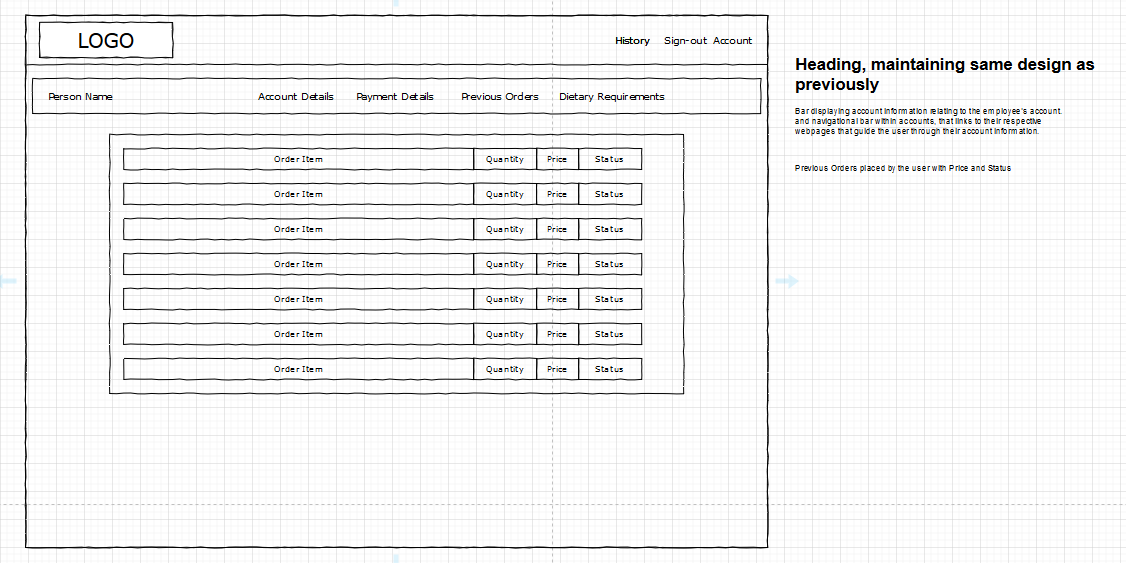 LOGO
History Sign-out Account
Person Name Account Details Payment Details Previous Orders Dietary Requirements
Order Item Quantity Price Status
Order Item Quantity Price Status
Order Item Quantity Price Status
Order Item Quantity Price Status
Order Item Quantity Price Status
Order Item Quantity Price Status
Order Item Quantity Price Status
Heading, maintaining same design as
previously
Bar displaying account information relating to the employee's account.
and navigational bar within accounts, that links to their respective
webpages that guide the user through their account information.
Previous Orders placed by the user with Price and Status